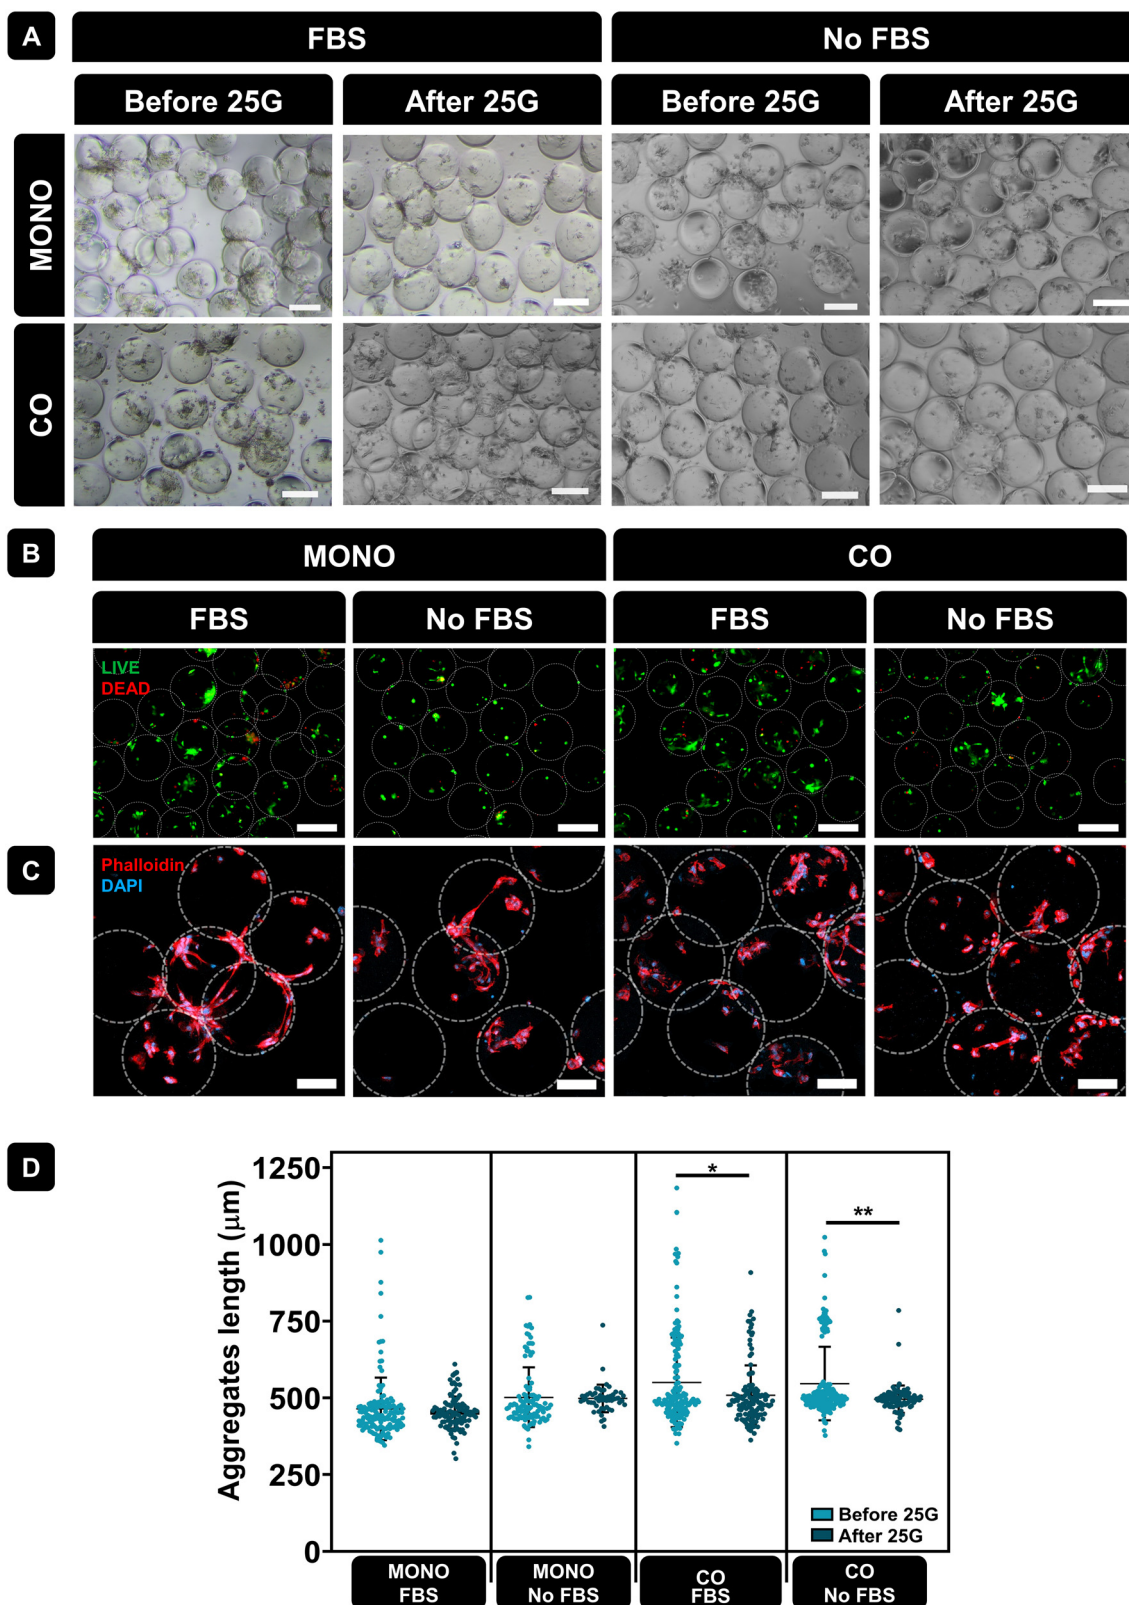 A
FBS
No FBS
Before 25G
After 25G
Before 25G
After 25G
MONO
CO
B
MONO
CO
FBS
No FBS
FBS
No FBS
LIVE
DEAD
C
Phalloidin
DAPI
D
Aggregates length (μm)
1250
1000
750
500
250
0
*
**
Before 25G
After 25G
MONO
FBS
MONO
No FBS
CO
FBS
CO
No FBS